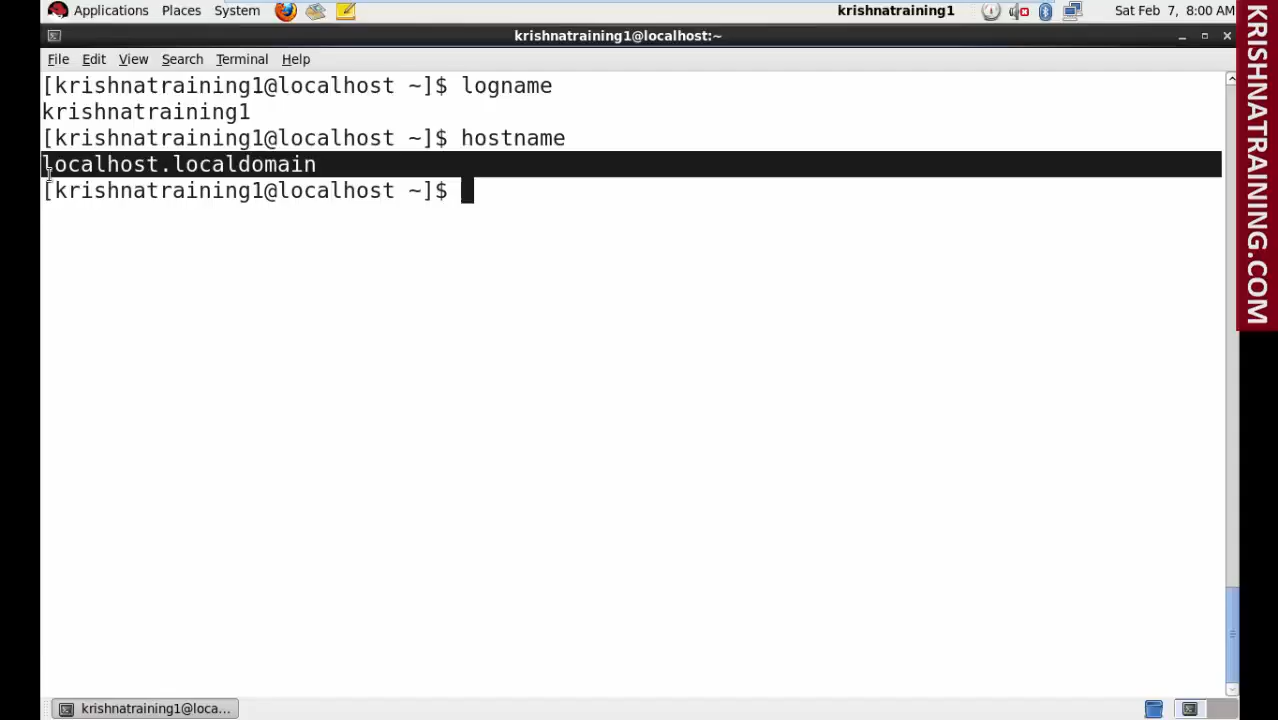 Applications Places System krishnatraining1 Sat Feb 7, 8:00 AM
krishnatraining1@localhost:~
File Edit View Search Terminal Help
[krishnatraining1@localhost ~]$ logname
krishnatraining1
[krishnatraining1@localhost ~]$ hostname
localhost.localdomain
[krishnatraining1@localhost ~]$
krishnatraining1@loca...
KRISHNATRAINING.COM